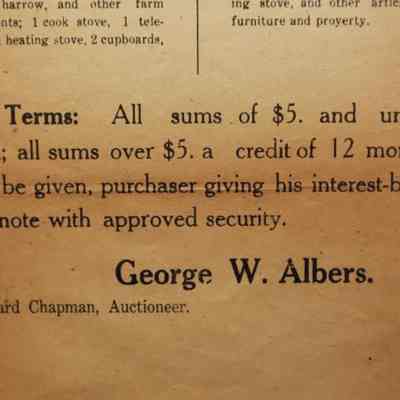 harrow, and other farm
nts; 1 cook stove, 1 tele-
heating stove, 2 cupboards,
ing stove, and other artic
furniture and proyerty.
Terms: All sums of $5. and un
; all sums over $5. a credit of 12 mo
be given, purchaser giving his interest-b
note with approved security.
George W. Albers.
ard Chapman, Auctioneer.